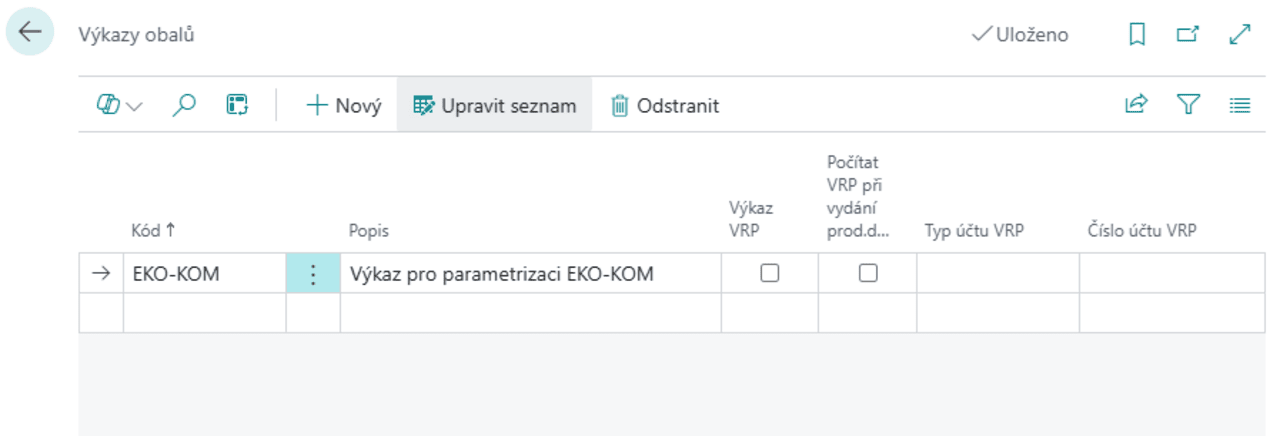 Výkazy obalů
Uloženo
Nový
Upravit seznam
Odstranit
Kód ↑
Popis
Výkaz
VRP
Počítat
VRP při
vydání
prod.d...
Typ účtu VRP
Číslo účtu VRP
EKO-KOM
Výkaz pro parametrizaci EKO-KOM